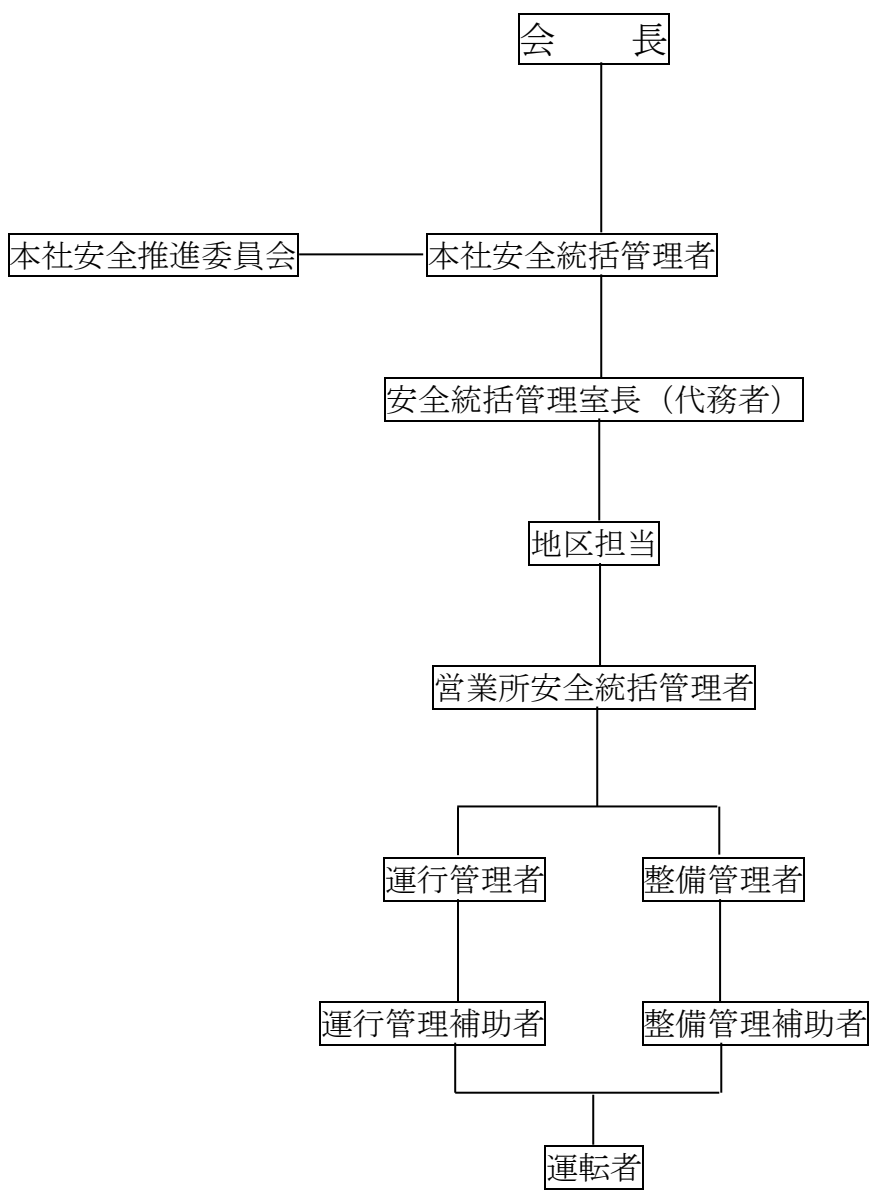 会　　長
本社安全推進委員会
本社安全統括管理者
安全統括管理室長（代務者）
地区担当
営業所安全統括管理者
運行管理者
整備管理者
運行管理補助者
整備管理補助者
運転者